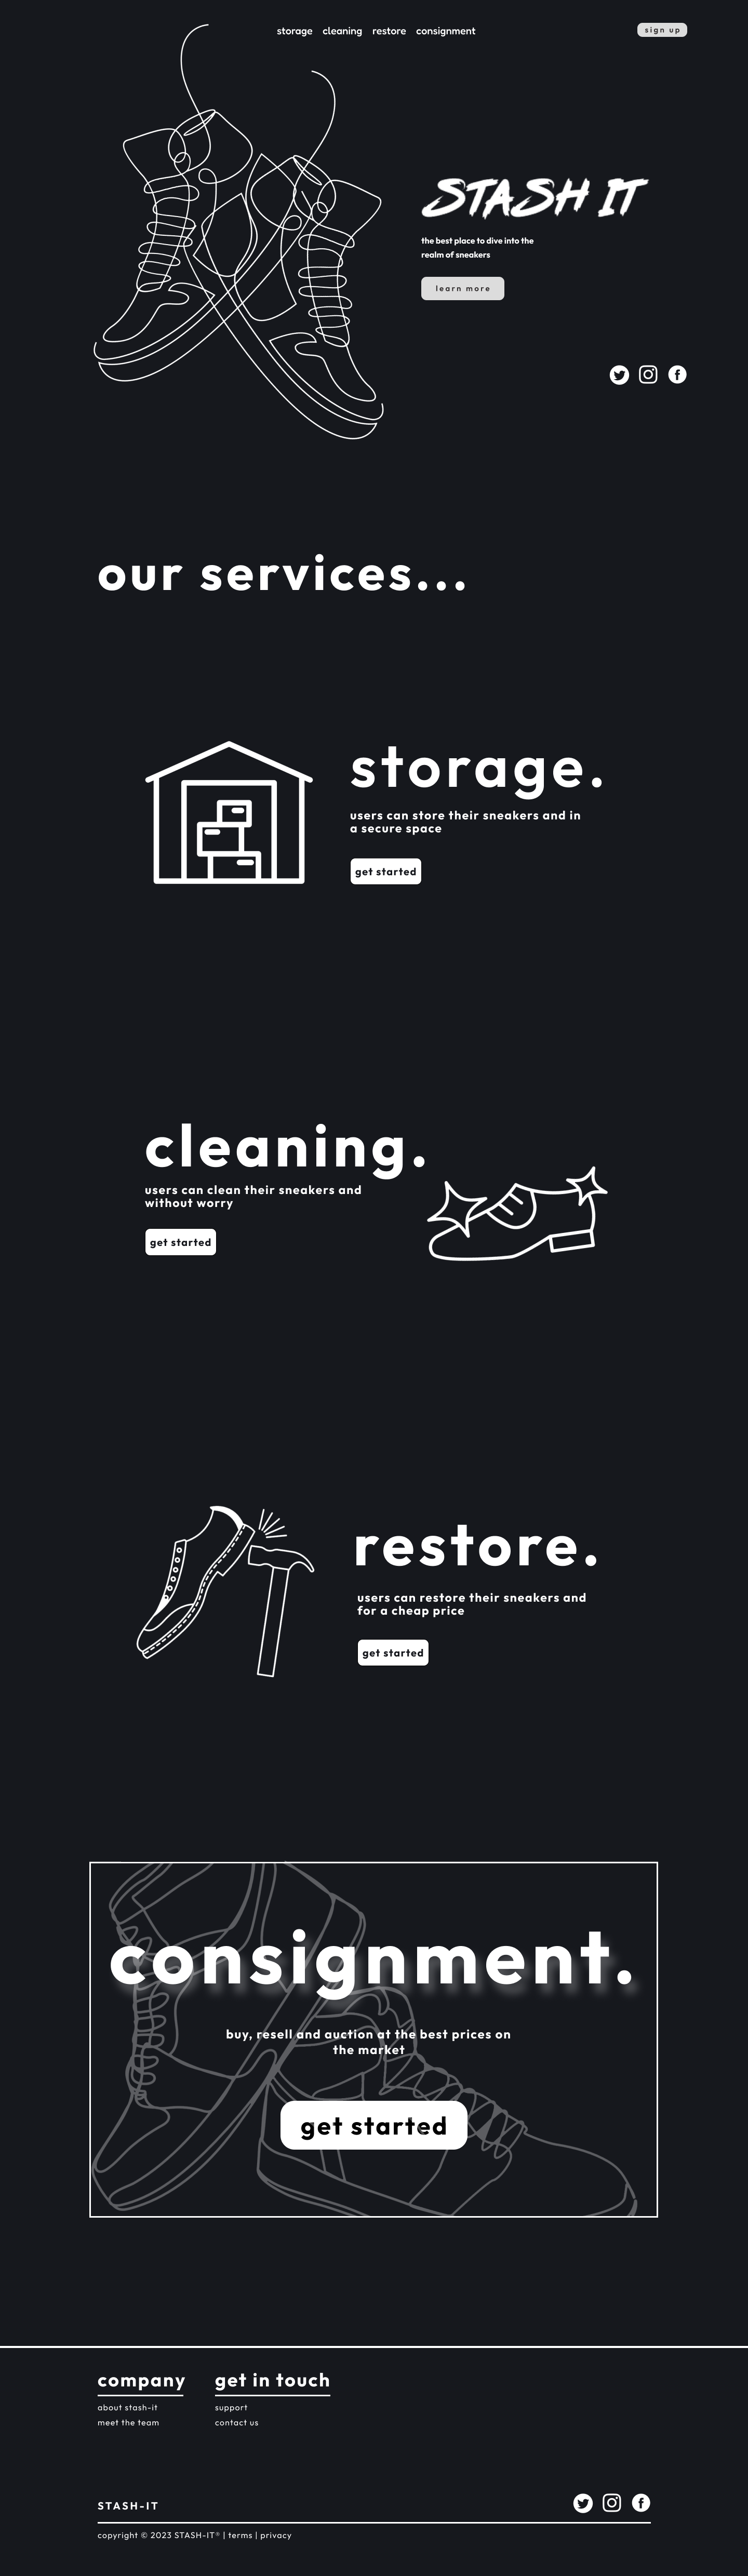 storage cleaning restore consignment
sign up
STASH IT
the best place to dive into the
realm of sneakers
learn more
our services...
storage.
users can store their sneakers and in
a secure space
get started
cleaning.
users can clean their sneakers and
without worry
get started
restore.
users can restore their sneakers and
for a cheap price
get started
consignment.
buy, resell and auction at the best prices on
the market
get started
company
about stash-it
meet the team
get in touch
support
contact us
STASH-IT
copyright © 2023 STASH-IT® | terms | privacy